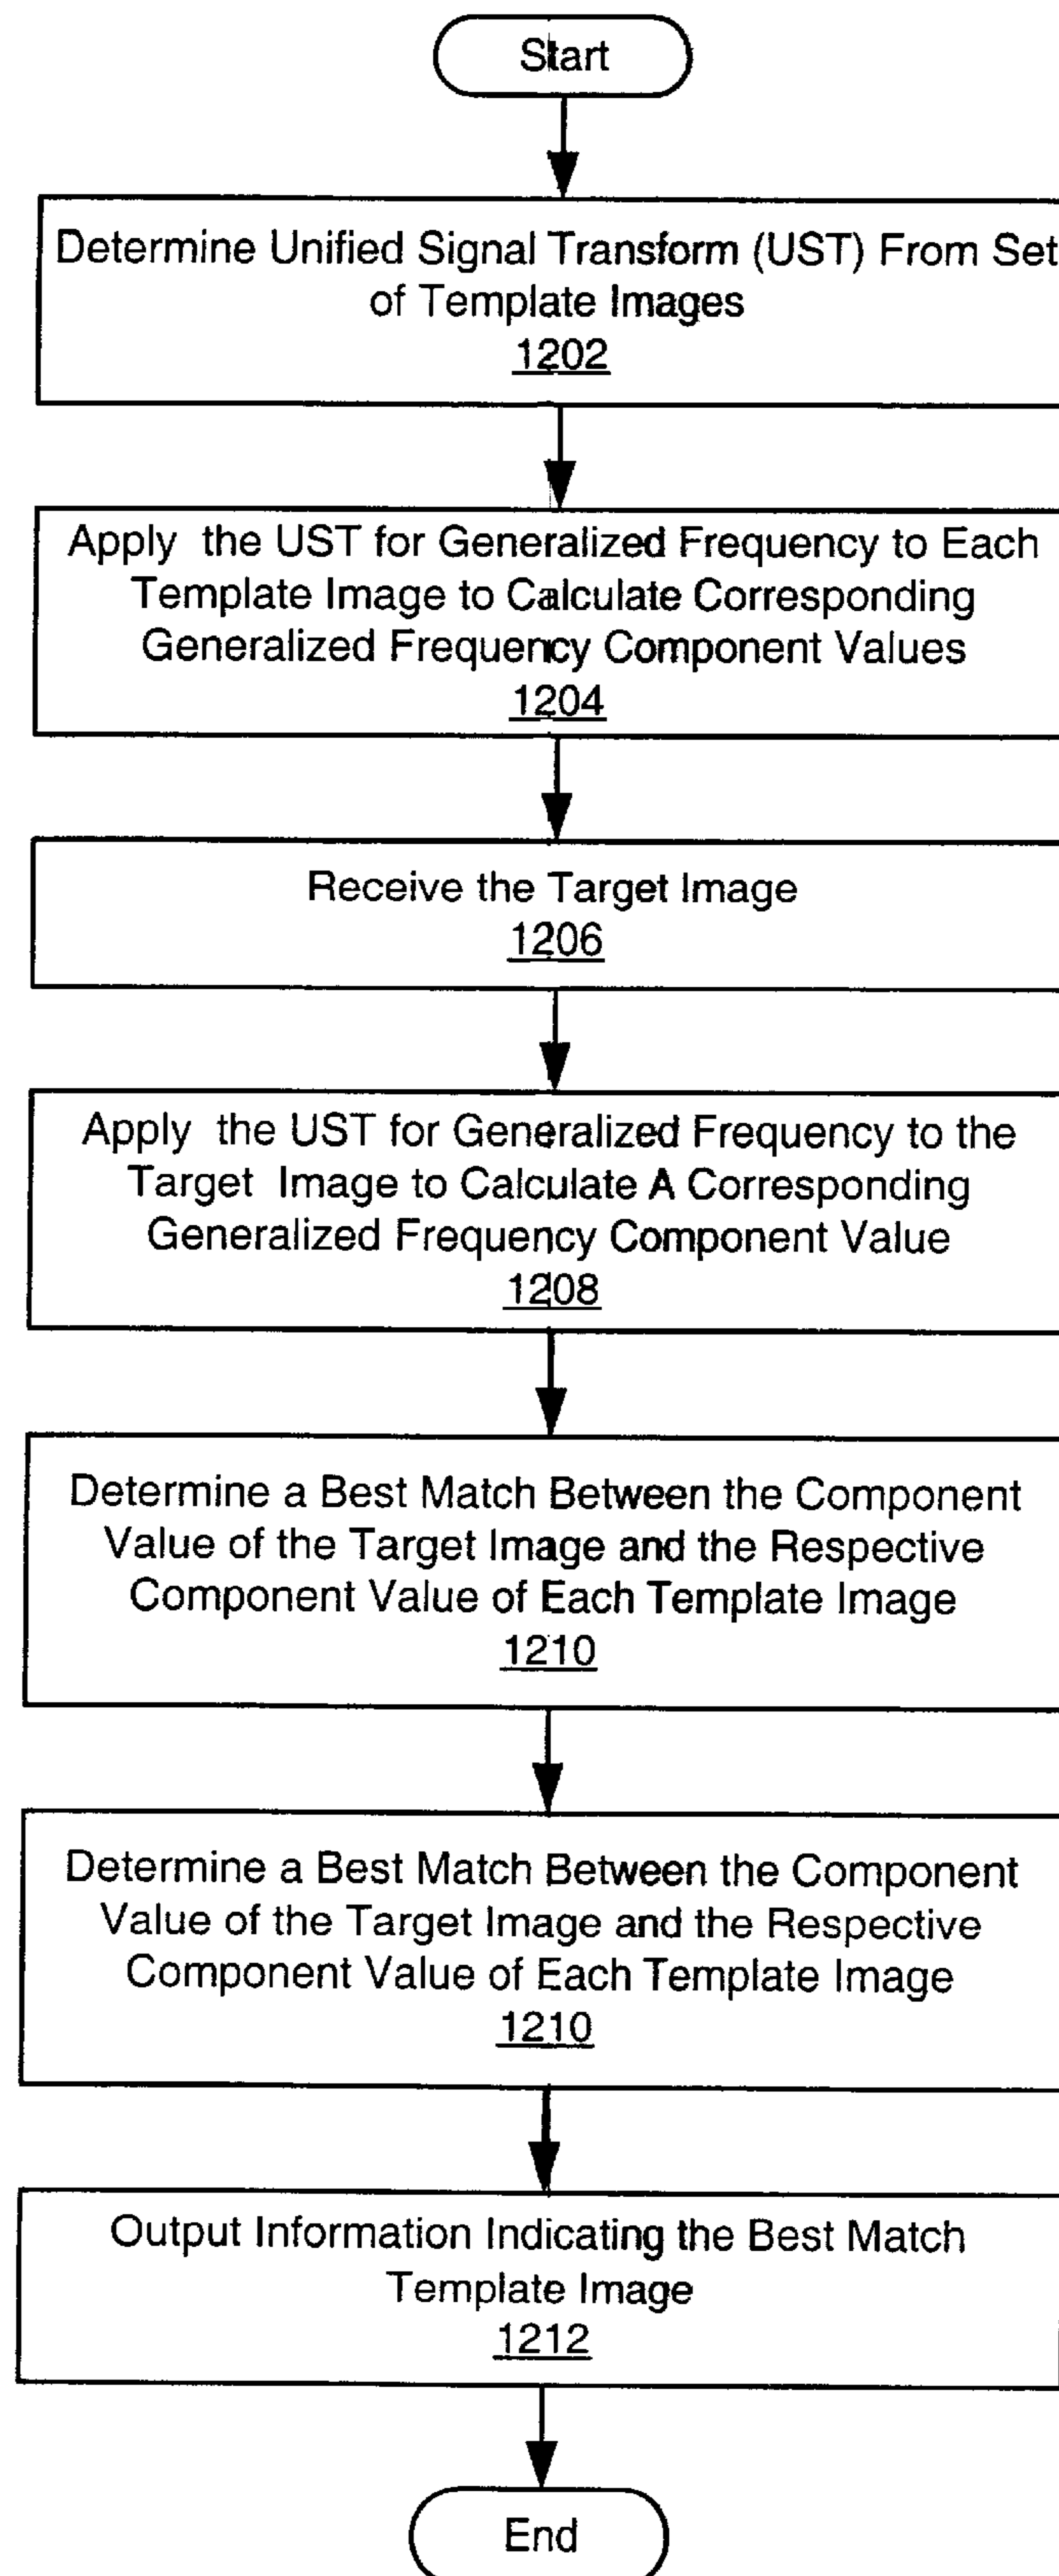 Start
Determine Unified Signal Transform (UST) From Set
of Template Images
1202
Apply the UST for Generalized Frequency to Each
Template Image to Calculate Corresponding
Generalized Frequency Component Values
1204
Receive the Target Image
1206
Apply the UST for Generalized Frequency to the
Target Image to Calculate A Corresponding
Generalized Frequency Component Value
1208
Determine a Best Match Between the Component
Value of the Target Image and the Respective
Component Value of Each Template Image
1210
Determine a Best Match Between the Component
Value of the Target Image and the Respective
Component Value of Each Template Image
1210
Output Information Indicating the Best Match
Template Image
1212
End